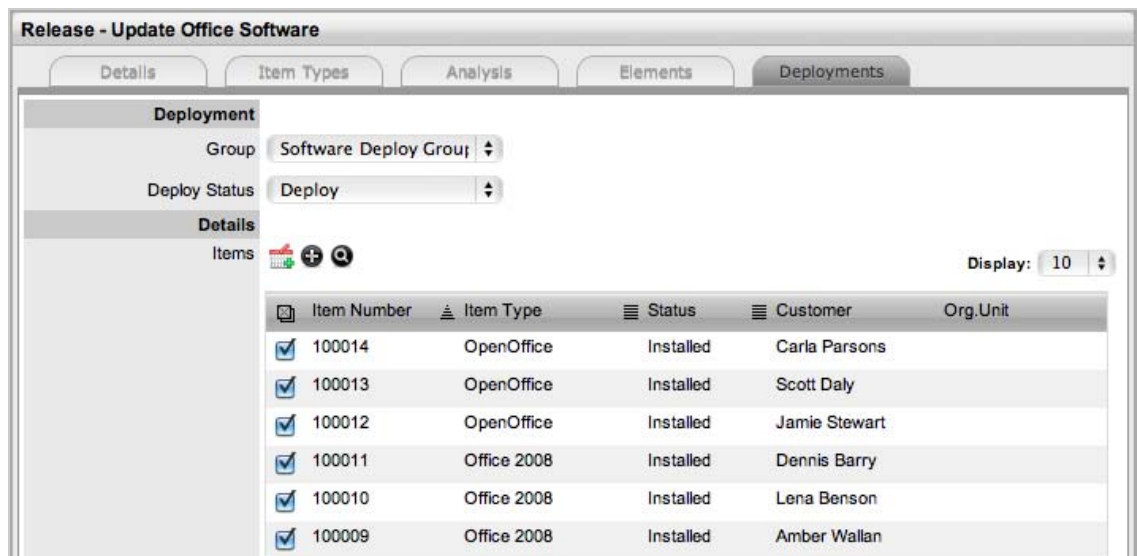 Release - Update Office Software
Details Item Types Analysis Elements Deployments
Deployment
Group Software Deploy Group
Deploy Status Deploy
Details
Items Display: 10
Item Number Item Type Status Customer Org.Unit
100014 OpenOffice Installed Carla Parsons
100013 OpenOffice Installed Scott Daly
100012 OpenOffice Installed Jamie Stewart
100011 Office 2008 Installed Dennis Barry
100010 Office 2008 Installed Lena Benson
100009 Office 2008 Installed Amber Wallan